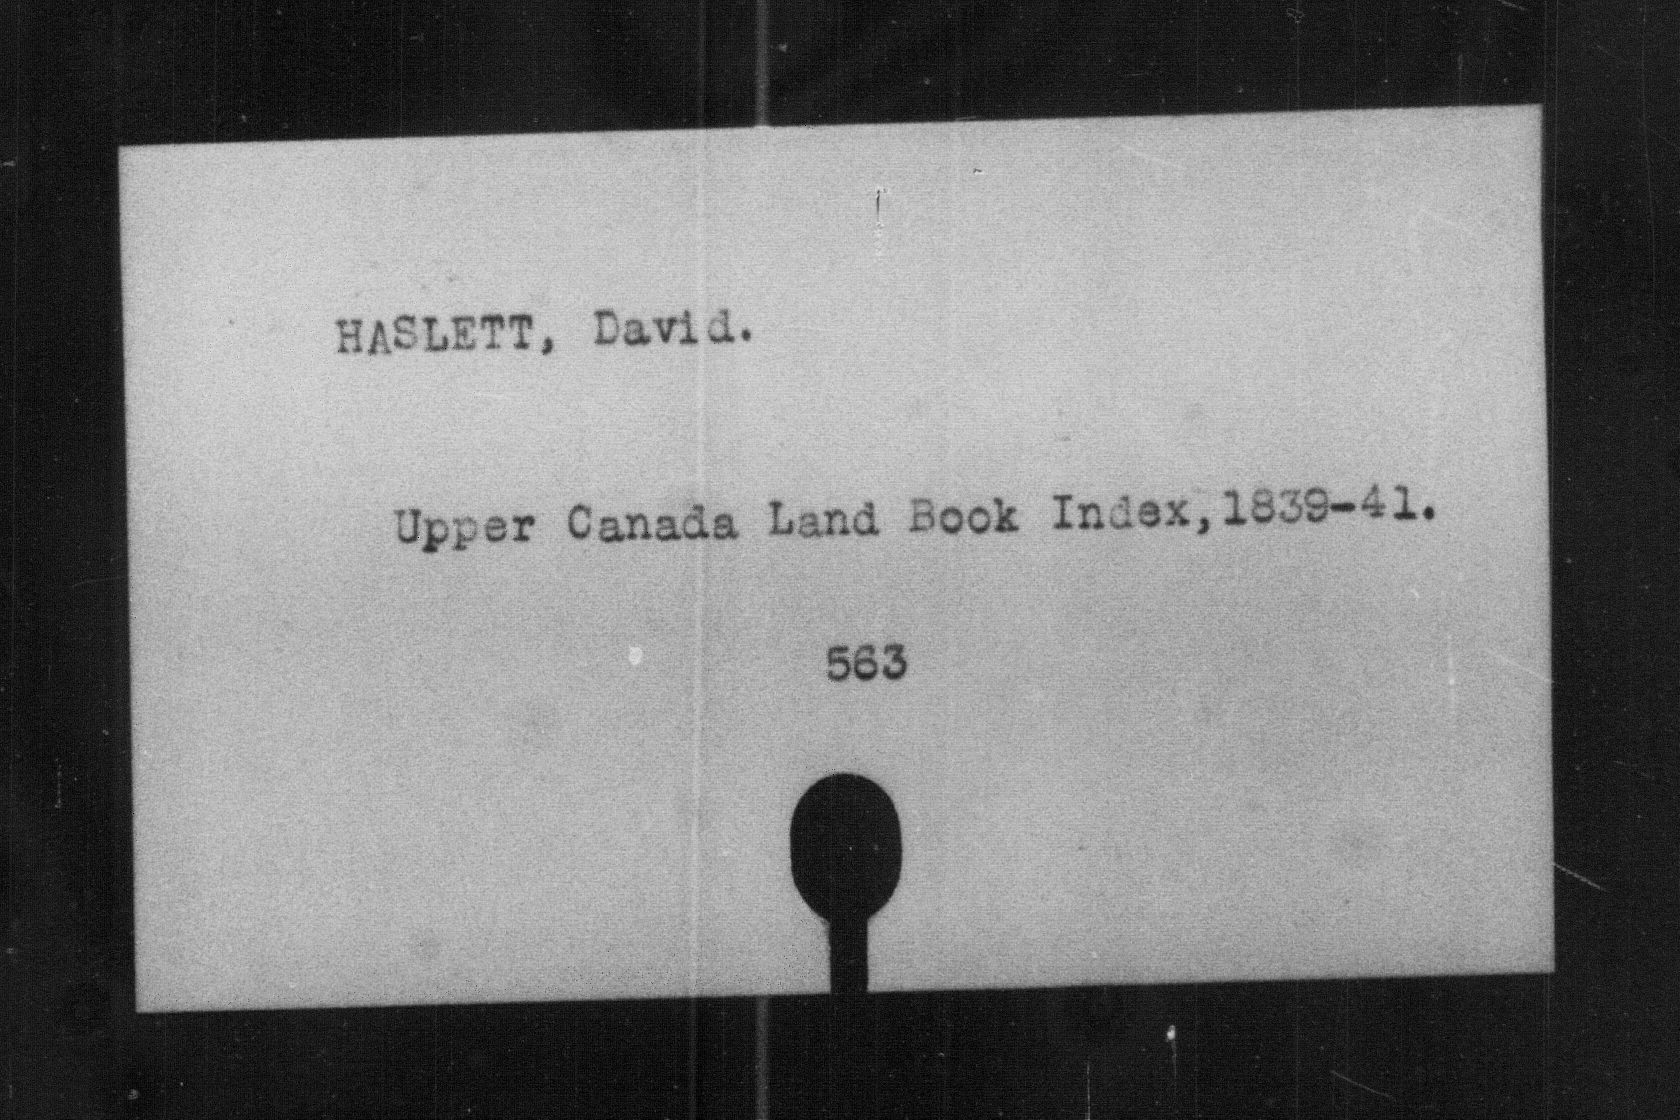 HASLETT, David.
Upper Canada Land Book Index,1839-41.
563